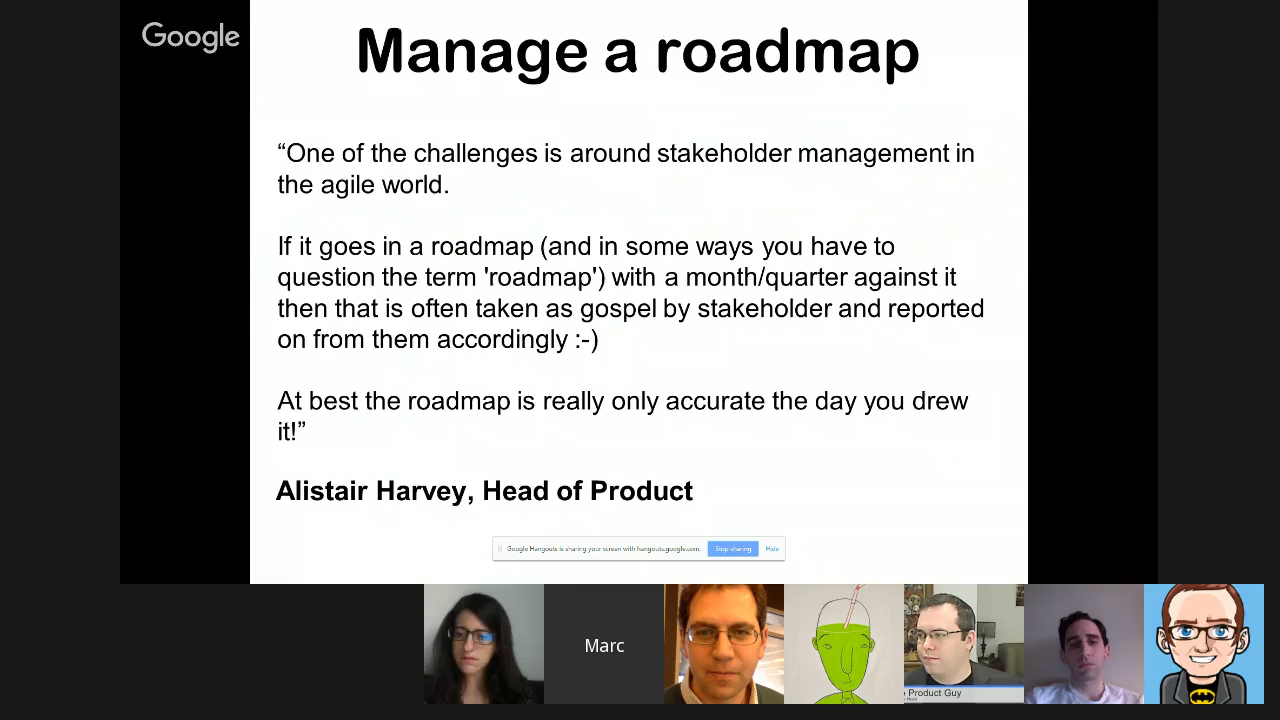 Google
Manage a roadmap
“One of the challenges is around stakeholder management in
the agile world.
If it goes in a roadmap (and in some ways you have to
question the term 'roadmap') with a month/quarter against it
then that is often taken as gospel by stakeholder and reported
on from them accordingly :-)
At best the roadmap is really only accurate the day you drew
it!”
Alistair Harvey, Head of Product
Google Hangouts is sharing your screen with hangouts.google.com.
Stop sharing
Hide
Marc
Product Guy